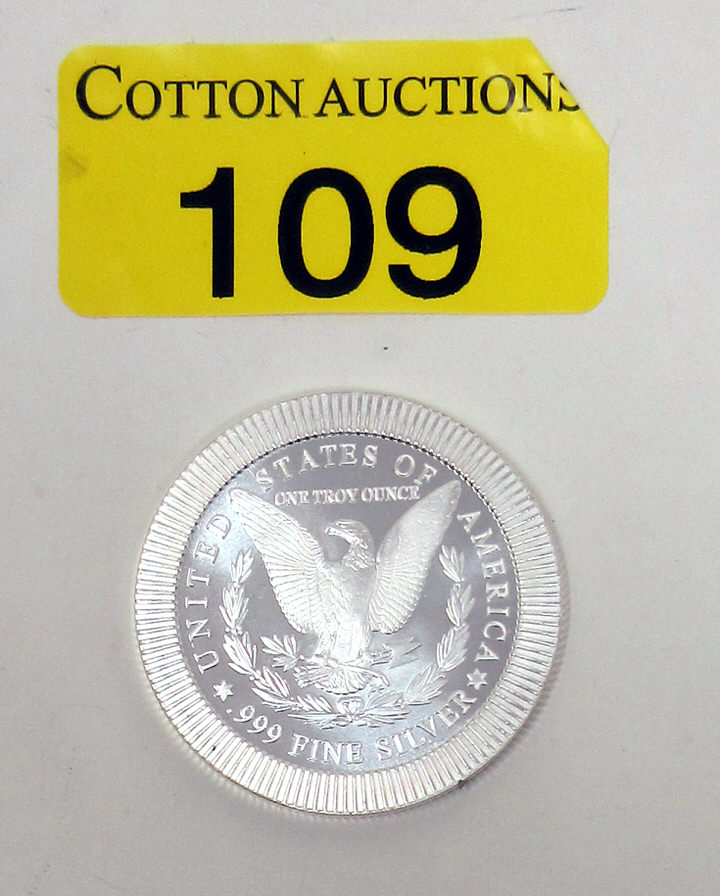 COTTON AUCTIONS
109
UNITED STATES OF AMERICA
ONE TROY OUNCE
.999 FINE SILVER